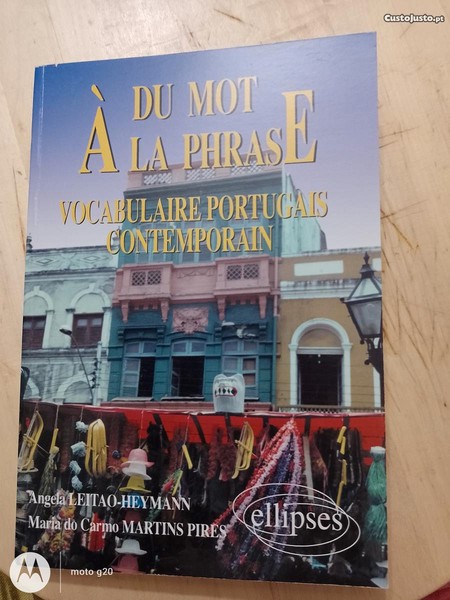 CustoJusto.pt
DU MOT
À LA PHRASE
VOCABULAIRE PORTUGAIS
CONTEMPORAIN
Angela LEITAO-HEYMANN
Maria do Carmo MARTINS PIRES
ellipses
moto g20